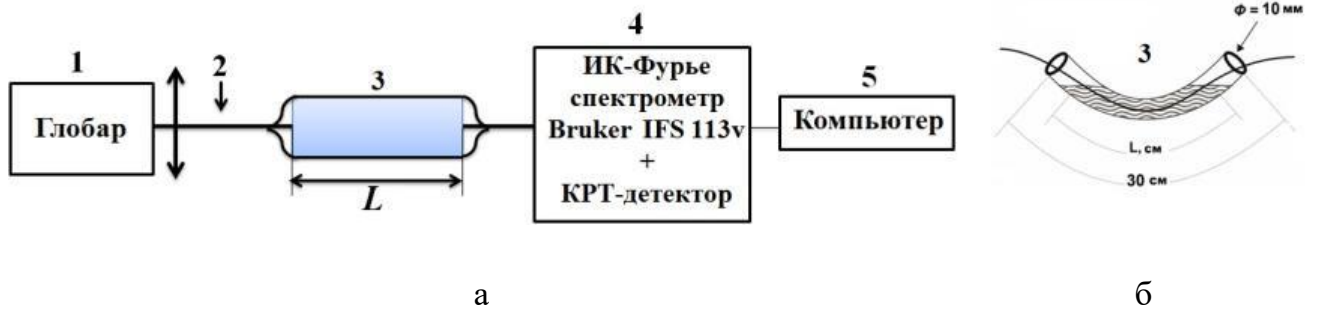 1
Глобар
2
3
L
4
ИК-Фурье
спектрометр
Bruker IFS 113v
+
КРТ-детектор
5
Компьютер
Φ = 10 мм
3
L, см
30 см
а
б